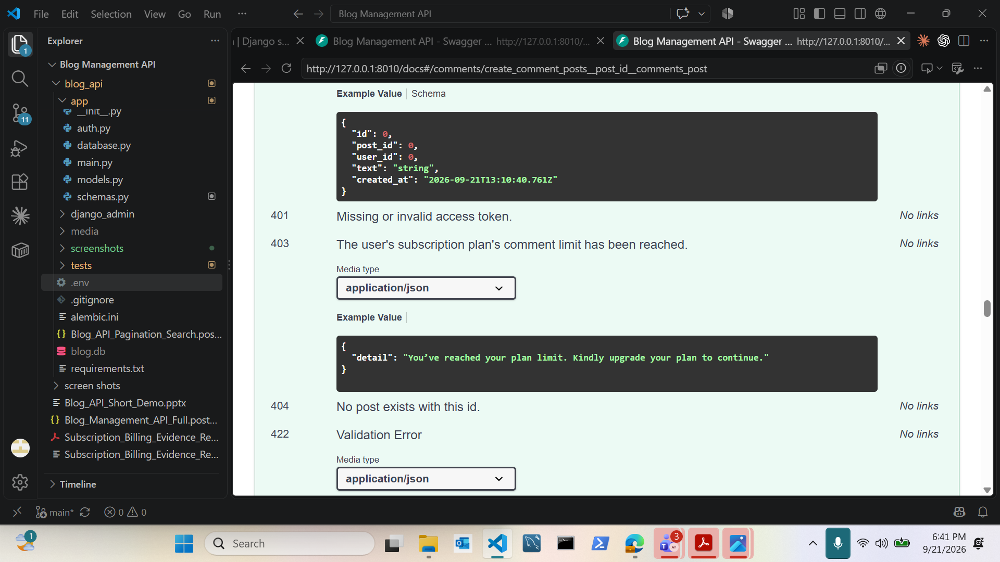 File Edit Selection View Go Run ···
Blog Management API
Explorer
1
| Django s...
Blog Management API - Swagger ... http://127.0.0.1:8010/...
Blog Management API - Swagger ... http://127.0.0.1:8010/...
http://127.0.0.1:8010/docs#/comments/create_comment_posts__post_id__comments_post
Blog Management API
blog_api
app
__init__.py
auth.py
database.py
main.py
models.py
schemas.py
django_admin
media
screenshots
tests
.env
.gitignore
alembic.ini
Blog_API_Pagination_Search.pos...
blog.db
requirements.txt
screen shots
Blog_API_Short_Demo.pptx
Blog_Management_API_Full.post...
Subscription_Billing_Evidence_Re...
Subscription_Billing_Evidence_Re...
Timeline
11
Example Value Schema
{
"id": 0,
"post_id": 0,
"user_id": 0,
"text": "string",
"created_at": "2026-09-21T13:10:40.761Z"
}
401 Missing or invalid access token. No links
403 The user's subscription plan's comment limit has been reached. No links
Media type
application/json
Example Value
{
"detail": "You’ve reached your plan limit. Kindly upgrade your plan to continue."
}
404 No post exists with this id. No links
422 Validation Error No links
Media type
application/json
main* 0 0
1
Search
T AY 3
6:41 PM
9/21/2026